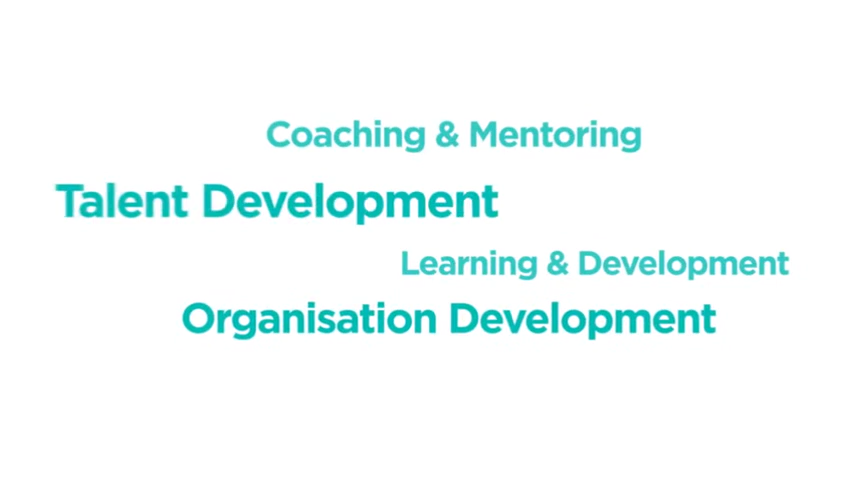 Coaching & Mentoring
Talent Development
Learning & Development
Organisation Development